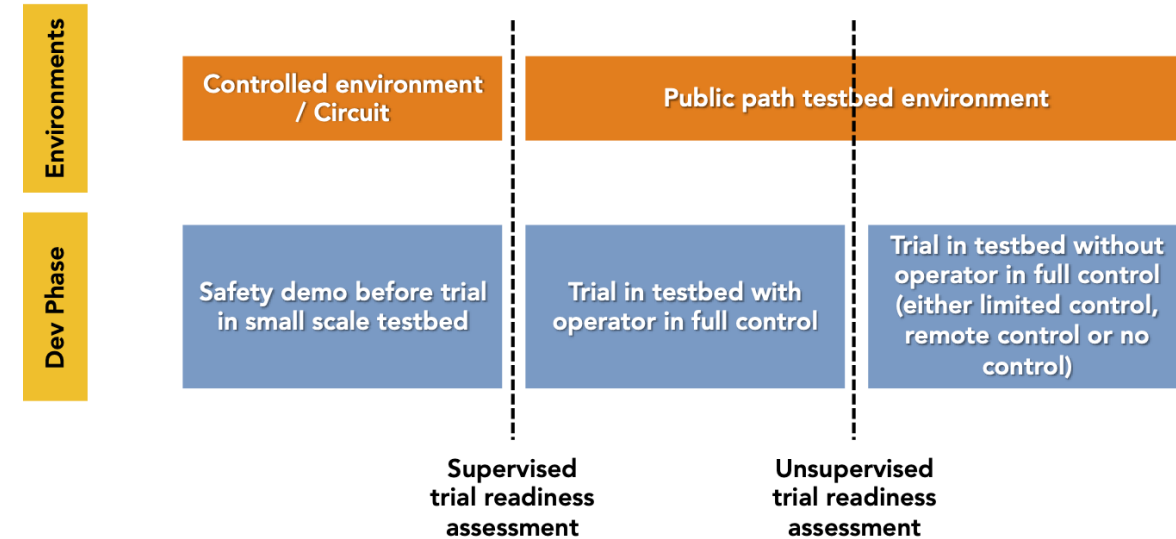 Environments
Controlled environment
/ Circuit
Public path testbed environment
Dev Phase
Safety demo before trial
in small scale testbed
Trial in testbed with
operator in full control
Trial in testbed without
operator in full control
(either limited control,
remote control or no
control)
Supervised
trial readiness
assessment
Unsupervised
trial readiness
assessment